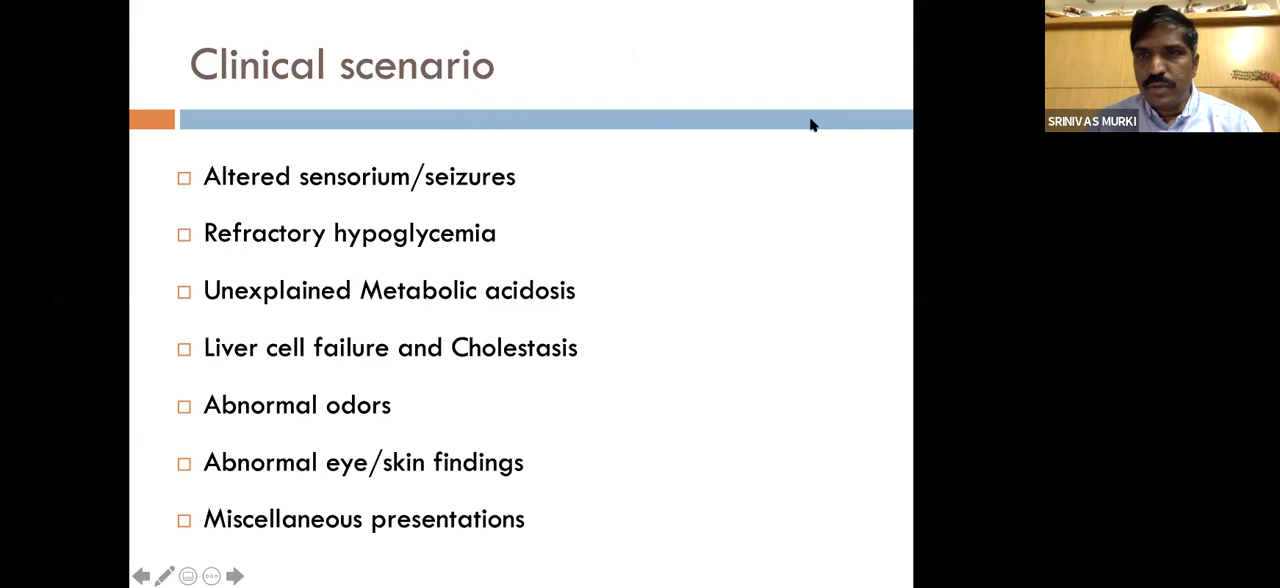 Clinical scenario
SRINIVAS MURKI
Altered sensorium/seizures
Refractory hypoglycemia
Unexplained Metabolic acidosis
Liver cell failure and Cholestasis
Abnormal odors
Abnormal eye/skin findings
Miscellaneous presentations